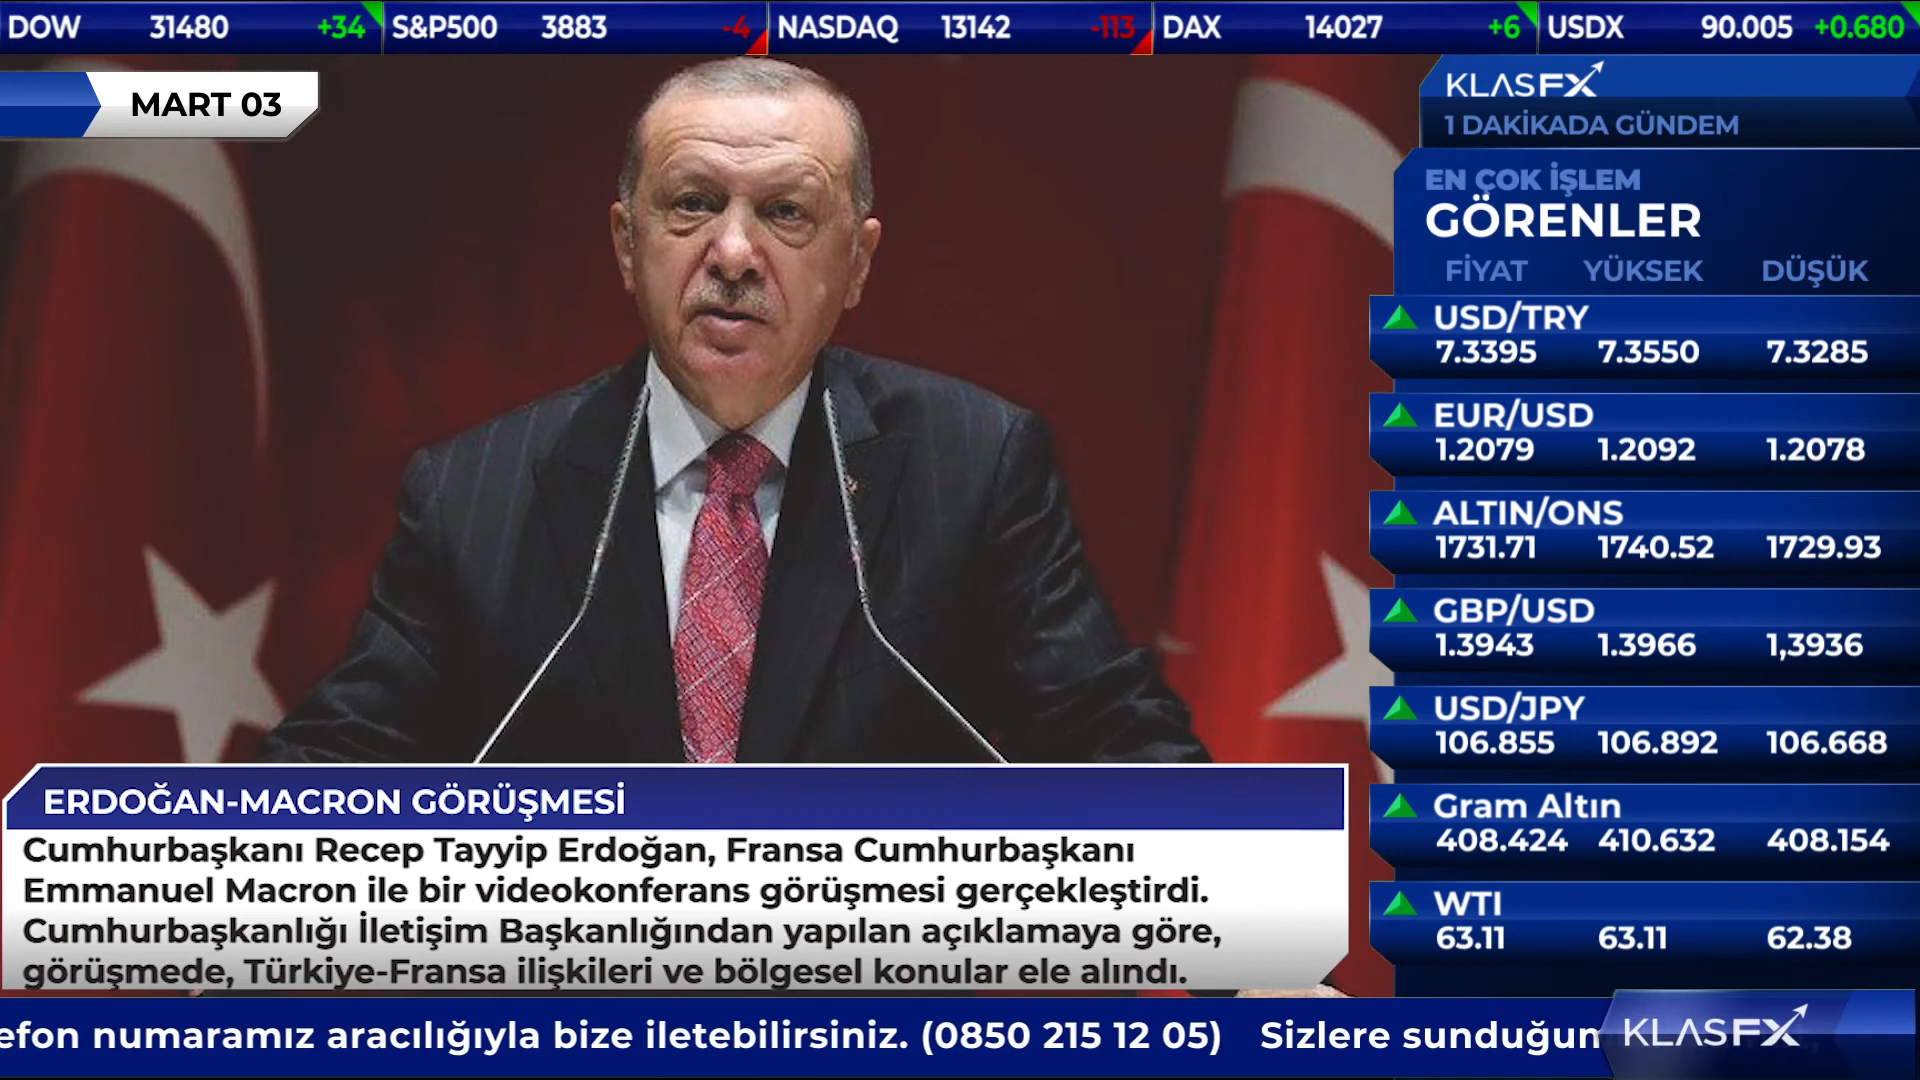 DOW 31480 +34 S&P500 3883 -4 NASDAQ 13142 -113 DAX 14027 +6 USDX 90.005 +0.680
MART 03
KLASFX
1 DAKİKADA GÜNDEM
EN ÇOK İŞLEM
GÖRENLER
FİYAT YÜKSEK DÜŞÜK
USD/TRY
7.3395 7.3550 7.3285
EUR/USD
1.2079 1.2092 1.2078
ALTIN/ONS
1731.71 1740.52 1729.93
GBP/USD
1.3943 1.3966 1,3936
USD/JPY
106.855 106.892 106.668
Gram Altın
408.424 410.632 408.154
WTI
63.11 63.11 62.38
ERDOĞAN-MACRON GÖRÜŞMESİ
Cumhurbaşkanı Recep Tayyip Erdoğan, Fransa Cumhurbaşkanı
Emmanuel Macron ile bir videokonferans görüşmesi gerçekleştirdi.
Cumhurbaşkanlığı İletişim Başkanlığından yapılan açıklamaya göre,
görüşmede, Türkiye-Fransa ilişkileri ve bölgesel konular ele alındı.
efon numaramız aracılığıyla bize iletebilirsiniz. (0850 215 12 05) Sizlere sunduğum
KLASFX